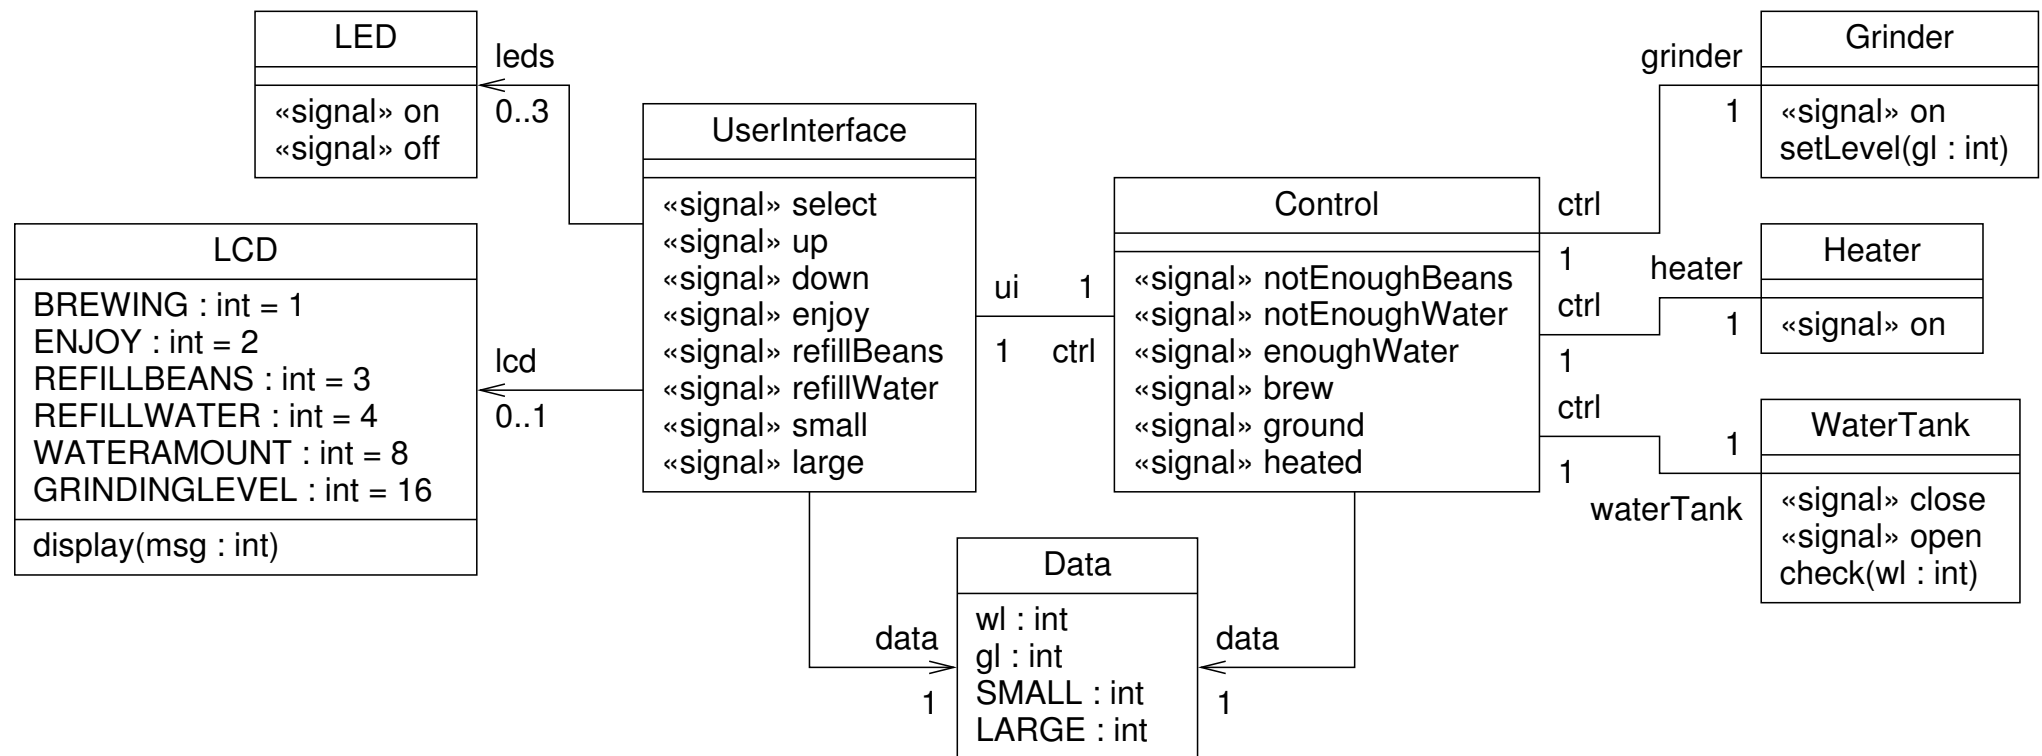 LED
«signal» on
«signal» off
leds
0..3
LCD
BREWING : int = 1
ENJOY : int = 2
REFILLBEANS : int = 3
REFILLWATER : int = 4
WATERAMOUNT : int = 8
GRINDINGLEVEL : int = 16
display(msg : int)
lcd
0..1
UserInterface
«signal» select
«signal» up
«signal» down
«signal» enjoy
«signal» refillBeans
«signal» refillWater
«signal» small
«signal» large
ui 1
1 ctrl
Control
«signal» notEnoughBeans
«signal» notEnoughWater
«signal» enoughWater
«signal» brew
«signal» ground
«signal» heated
ctrl
1
ctrl
1
ctrl
1
grinder
1
Grinder
«signal» on
setLevel(gl : int)
heater
1
Heater
«signal» on
1
waterTank
WaterTank
«signal» close
«signal» open
check(wl : int)
data
1
Data
wl : int
gl : int
SMALL : int
LARGE : int
data
1